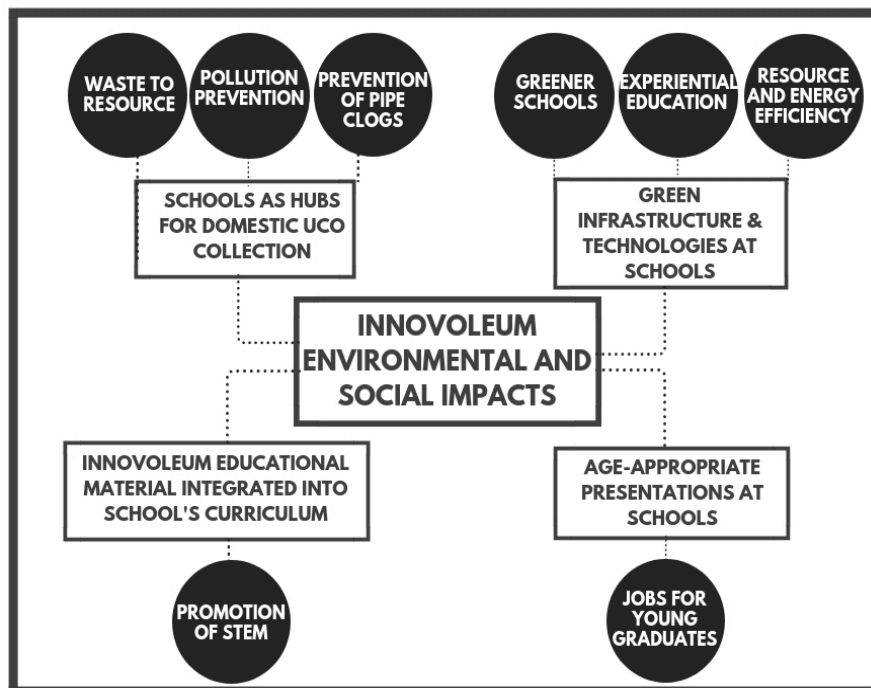 WASTE TO
RESOURCE
POLLUTION
PREVENTION
PREVENTION
OF PIPE
CLOGS
GREENER
SCHOOLS
EXPERIENTIAL
EDUCATION
RESOURCE
AND ENERGY
EFFICIENCY
SCHOOLS AS HUBS
FOR DOMESTIC UCO
COLLECTION
GREEN
INFRASTRUCTURE &
TECHNOLOGIES AT
SCHOOLS
INNOVOLEUM
ENVIRONMENTAL AND
SOCIAL IMPACTS
INNOVOLEUM EDUCATIONAL
MATERIAL INTEGRATED INTO
SCHOOL'S CURRICULUM
AGE-APPROPRIATE
PRESENTATIONS AT
SCHOOLS
PROMOTION
OF STEM
JOBS FOR
YOUNG
GRADUATES